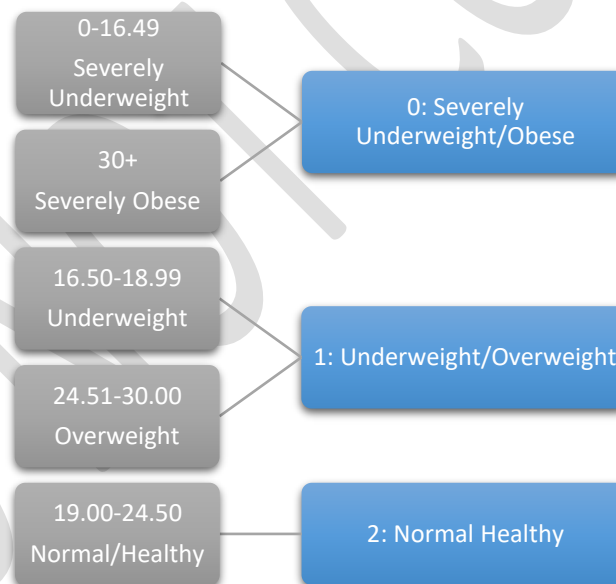 0-16.49
Severely
Underweight
30+
Severely Obese
0: Severely
Underweight/Obese
16.50-18.99
Underweight
24.51-30.00
Overweight
1: Underweight/Overweight
19.00-24.50
Normal/Healthy
2: Normal Healthy